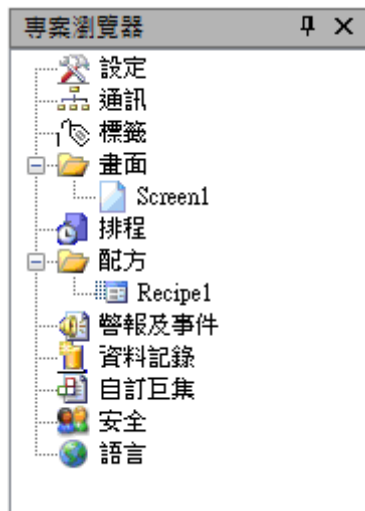 專案瀏覽器
設定
通訊
標籤
畫面
Screen1
排程
配方
Recipe1
警報及事件
資料記錄
自訂巨集
安全
語言